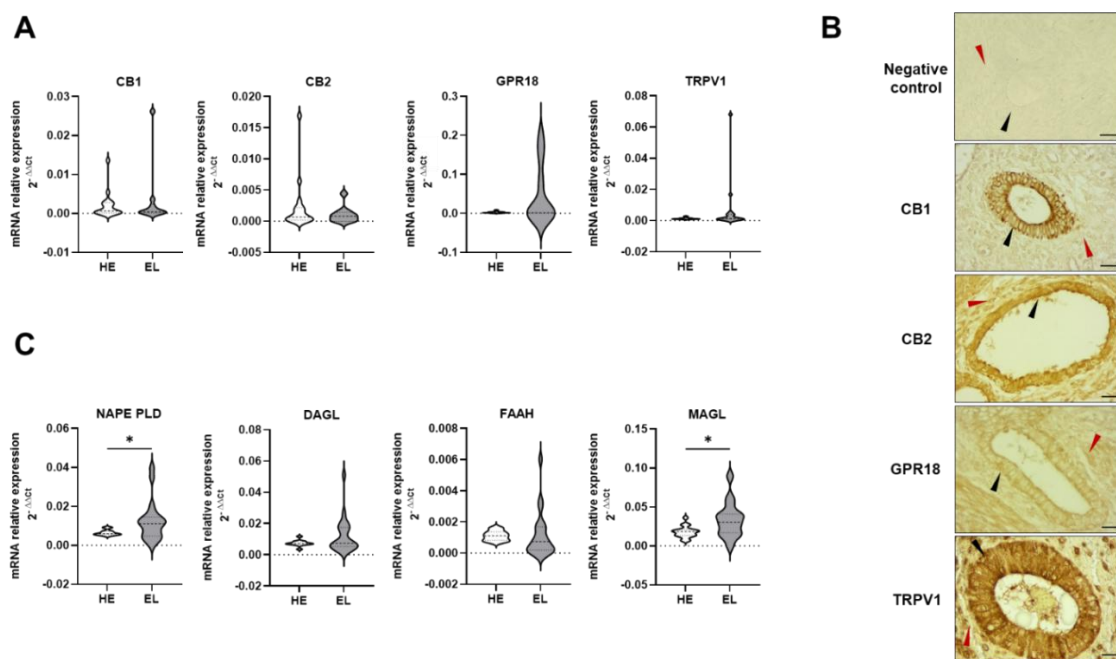 A
CB1
mRNA relative expression
2^-ΔΔCt
0.03
0.02
0.01
0.00
-0.01
HE EL
CB2
mRNA relative expression
2^-ΔΔCt
0.020
0.015
0.010
0.005
0.000
-0.005
HE EL
GPR18
mRNA relative expression
2^-ΔΔCt
0.3
0.2
0.1
0.0
-0.1
HE EL
TRPV1
mRNA relative expression
2^-ΔΔCt
0.08
0.06
0.04
0.02
0.00
-0.02
HE EL
B
Negative
control
CB1
CB2
GPR18
TRPV1
C
NAPE PLD
*
mRNA relative expression
2^-ΔΔCt
0.06
0.04
0.02
0.00
-0.02
HE EL
DAGL
mRNA relative expression
2^-ΔΔCt
0.06
0.04
0.02
0.00
-0.02
HE EL
FAAH
mRNA relative expression
2^-ΔΔCt
0.008
0.006
0.004
0.002
0.000
-0.002
HE EL
MAGL
*
mRNA relative expression
2^-ΔΔCt
0.15
0.10
0.05
0.00
-0.05
HE EL